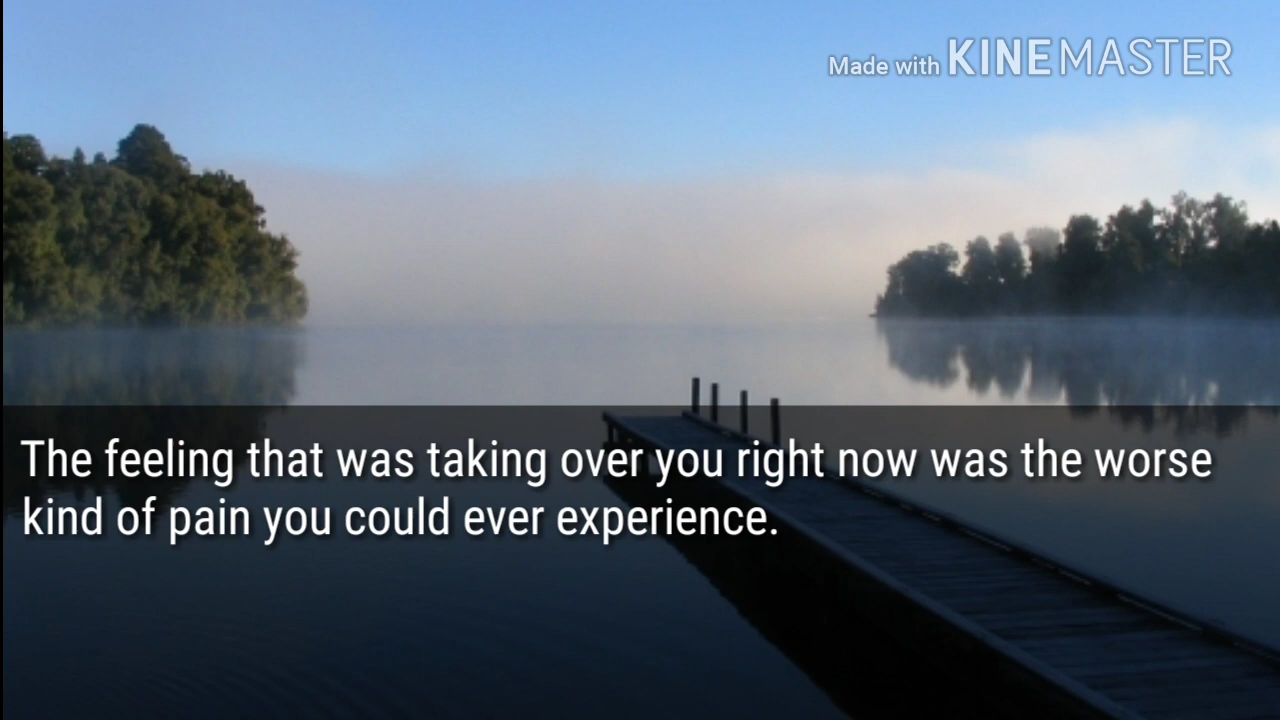 Made with KINEMASTER
The feeling that was taking over you right now was the worse
kind of pain you could ever experience.